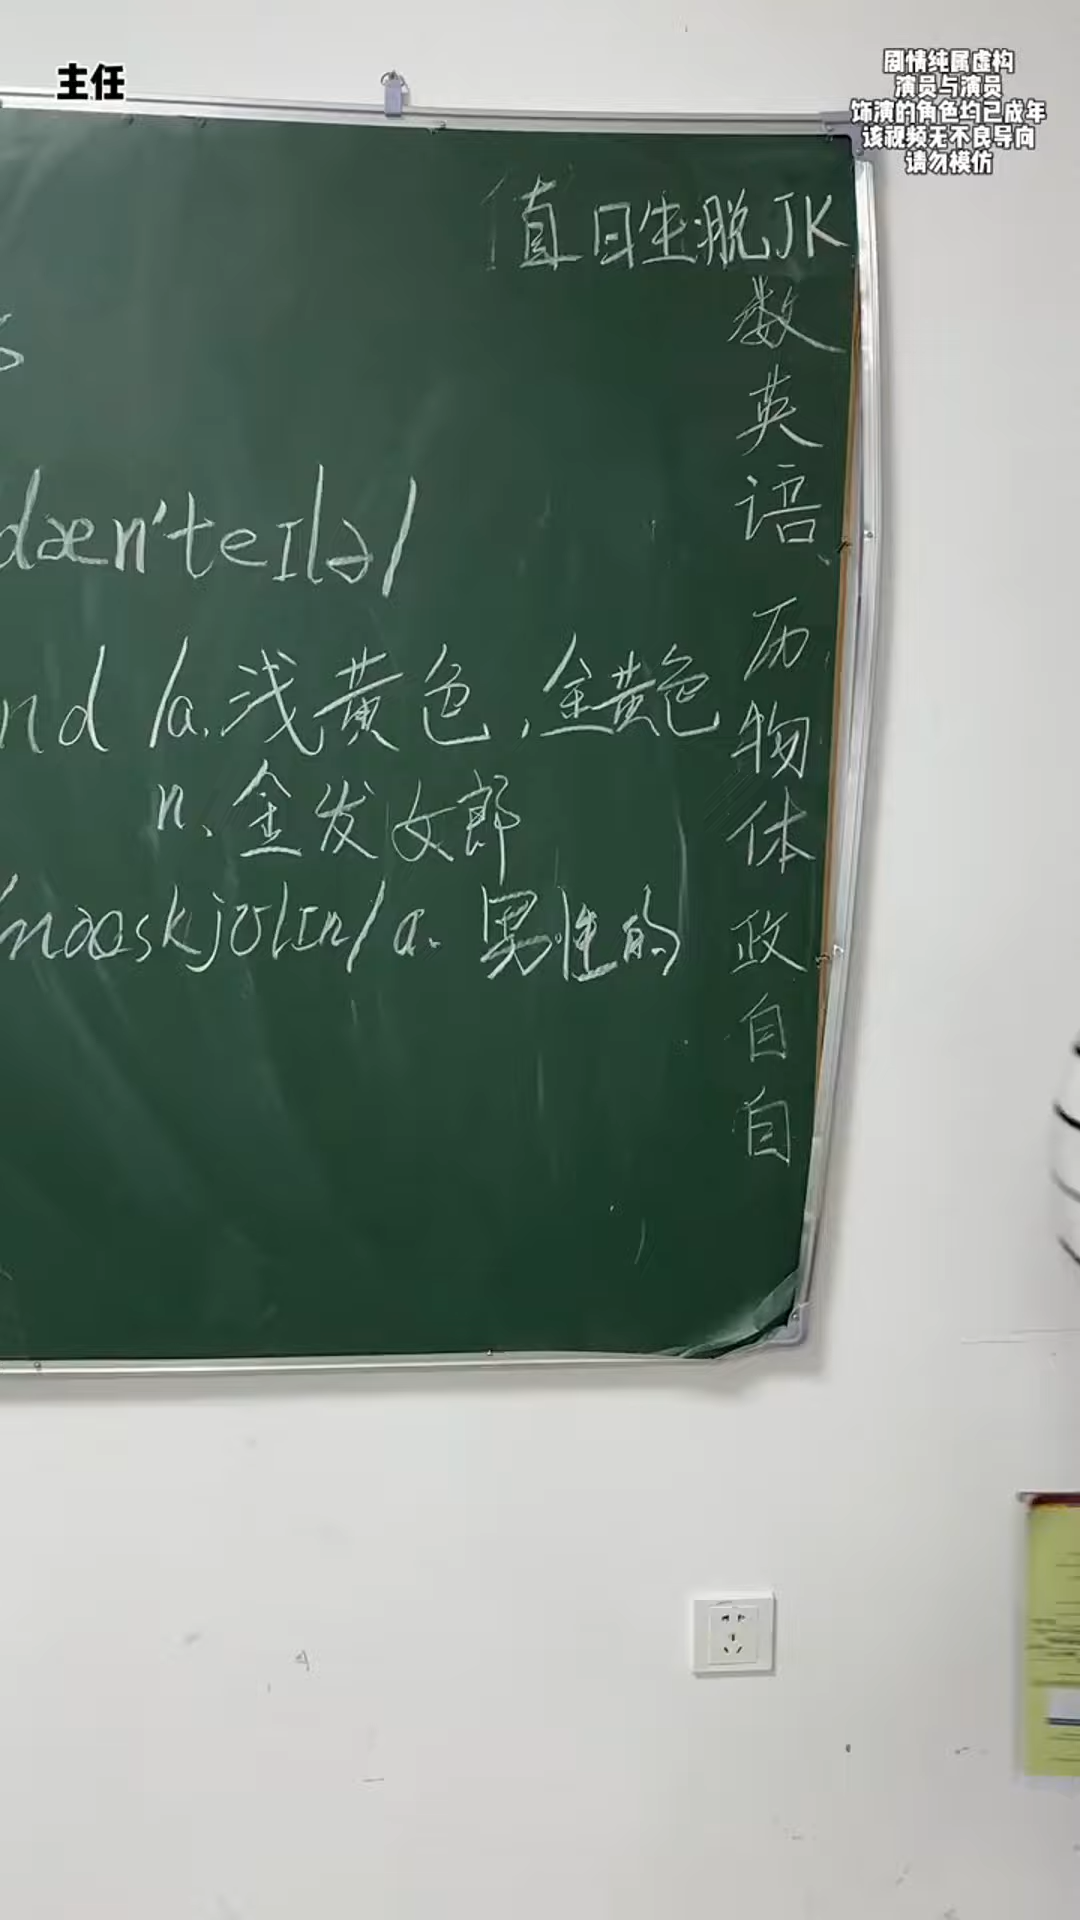 主任
剧情纯属虚构
演员与演员
饰演的角色均已成年
该视频无不良导向
请勿模仿
值日生:脱JK
数
英
语
历
物
体
政
自
自
dæn'teɪlə/
nd /a.浅黄色,金黄色
n.金发女郎
/'mææskjʊlɪn/ a.男性的